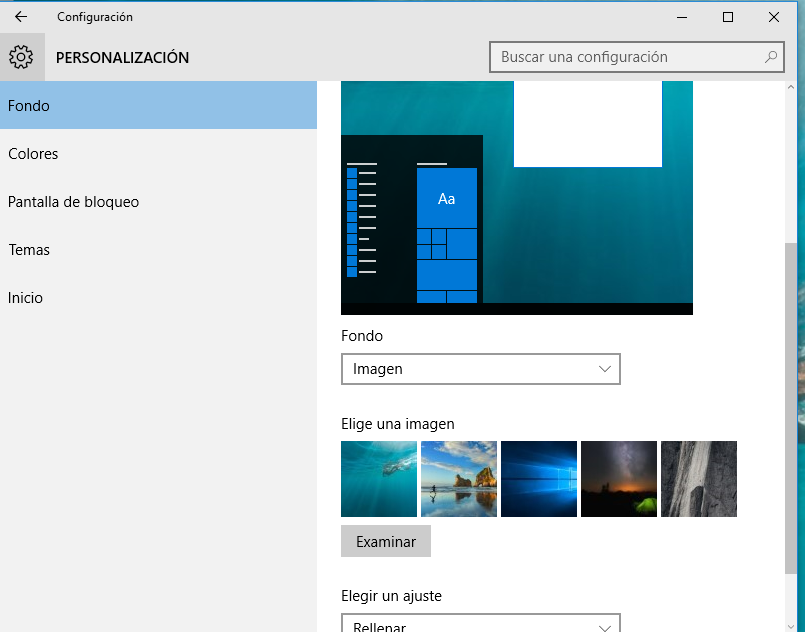 Configuración
PERSONALIZACIÓN
Buscar una configuración
Fondo
Colores
Pantalla de bloqueo
Temas
Inicio
Aa
Fondo
Imagen
Elige una imagen
Examinar
Elegir un ajuste
Rellenar